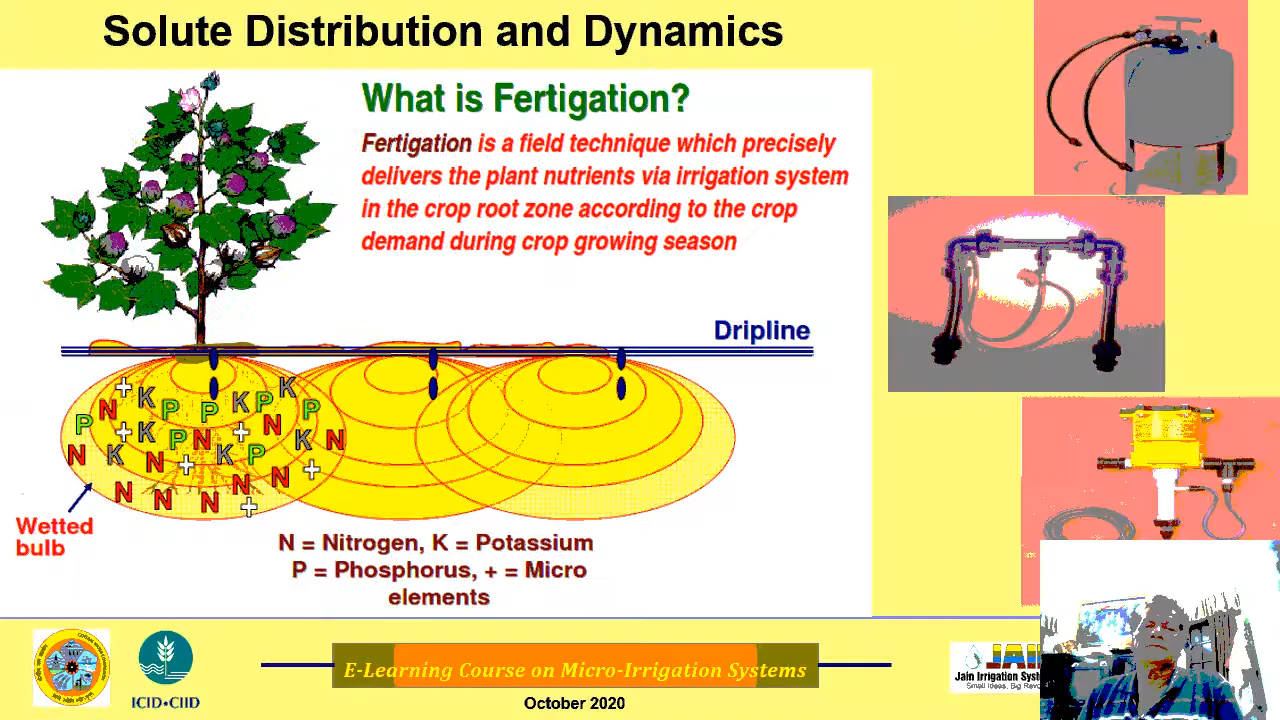 Solute Distribution and Dynamics
What is Fertigation?
Fertigation is a field technique which precisely
delivers the plant nutrients via irrigation system
in the crop root zone according to the crop
demand during crop growing season
Dripline
+ K K
N P P K P P
P + K P N + N K N
N K N + K P +
N N N N N +
Wetted
bulb
N = Nitrogen, K = Potassium
P = Phosphorus, + = Micro
elements
ICID•CIID
E-Learning Course on Micro-Irrigation Systems
October 2020
JAI
Jain Irrigation Syst
Small Ideas, Big Rev